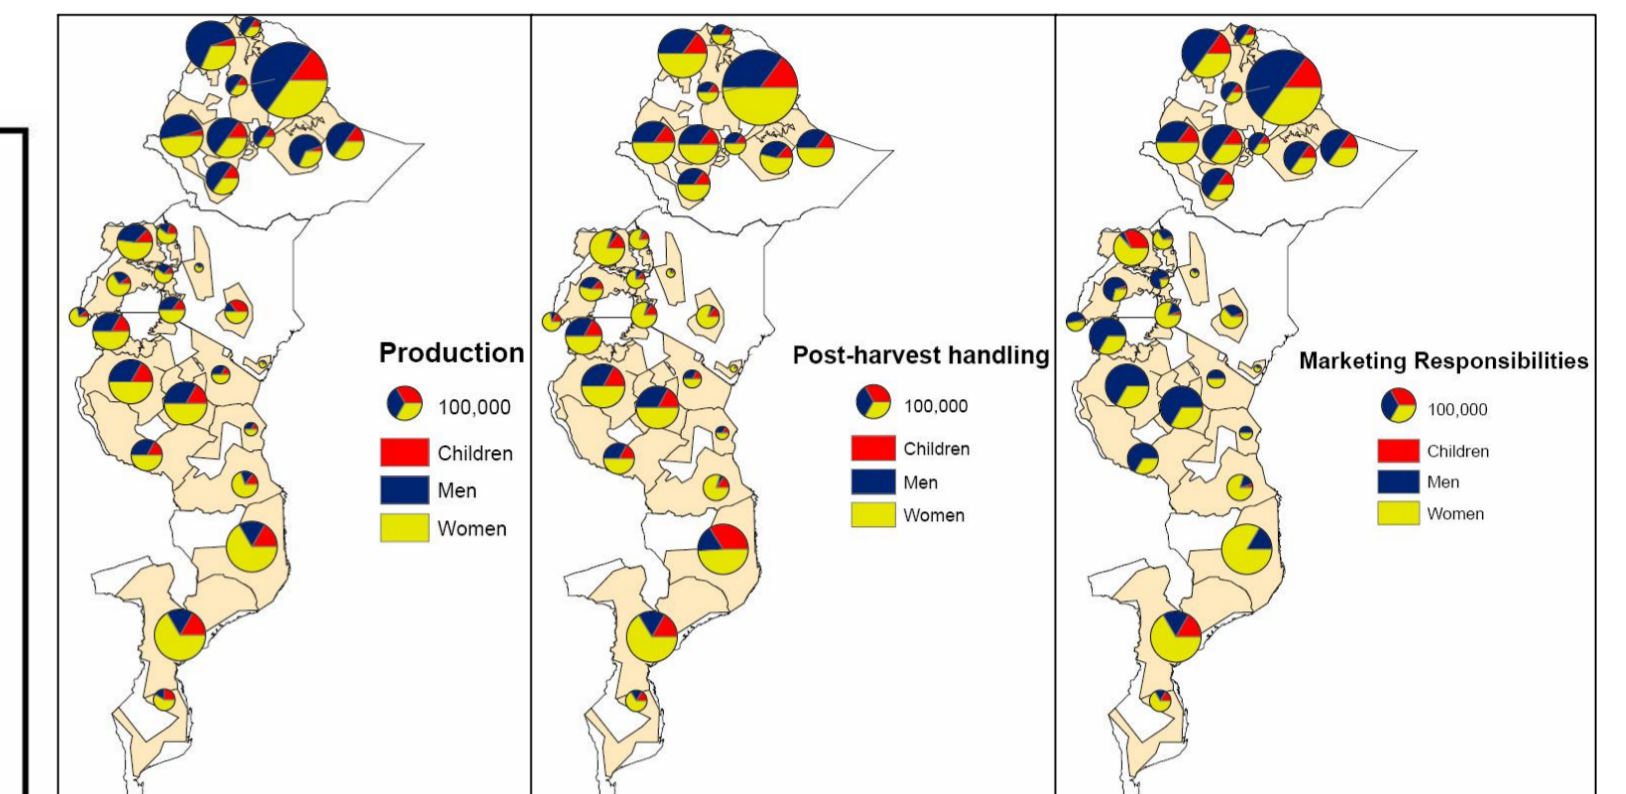 Production
100,000
Children
Men
Women
Post-harvest handling
100,000
Children
Men
Women
Marketing Responsibilities
100,000
Children
Men
Women